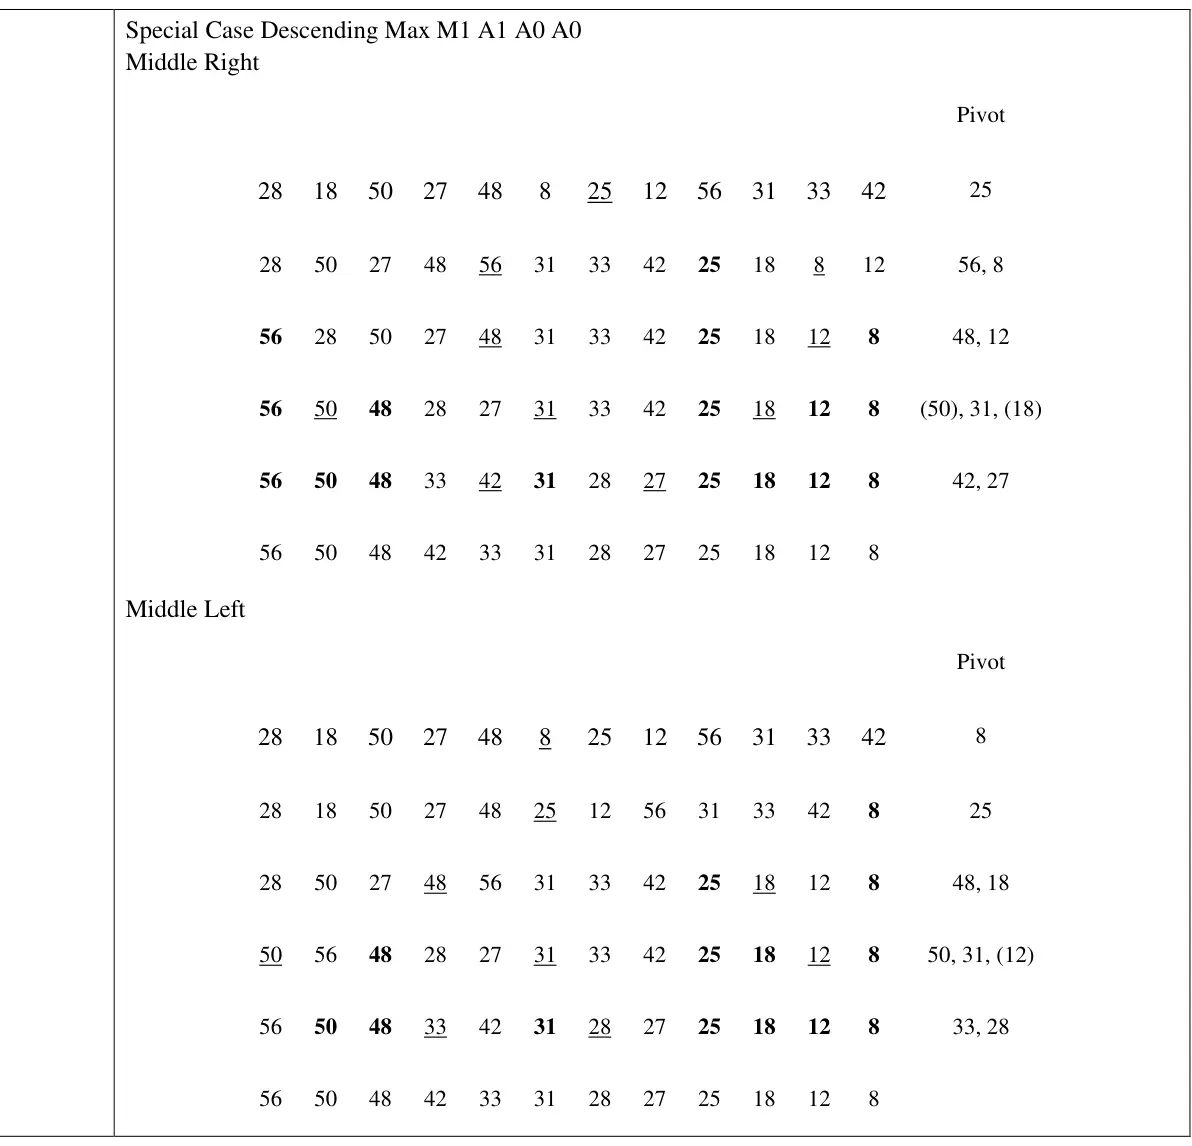 Special Case Descending Max M1 A1 A0 A0
Middle Right
Pivot
28 18 50 27 48 8 25 12 56 31 33 42 25
28 50 27 48 56 31 33 42 25 18 8 12 56, 8
56 28 50 27 48 31 33 42 25 18 12 8 48, 12
56 50 48 28 27 31 33 42 25 18 12 8 (50), 31, (18)
56 50 48 33 42 31 28 27 25 18 12 8 42, 27
56 50 48 42 33 31 28 27 25 18 12 8
Middle Left
Pivot
28 18 50 27 48 8 25 12 56 31 33 42 8
28 18 50 27 48 25 12 56 31 33 42 8 25
28 50 27 48 56 31 33 42 25 18 12 8 48, 18
50 56 48 28 27 31 33 42 25 18 12 8 50, 31, (12)
56 50 48 33 42 31 28 27 25 18 12 8 33, 28
56 50 48 42 33 31 28 27 25 18 12 8